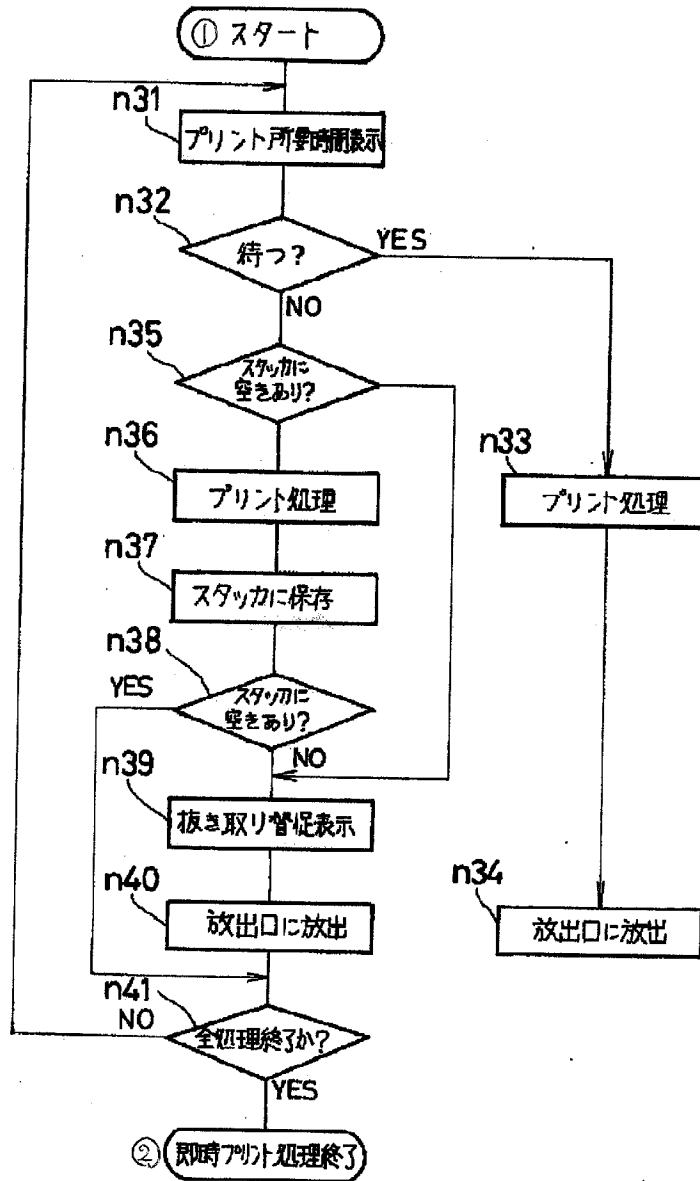 ① スタート
n31
プリント所要時間表示
n32
待つ?
YES
NO
n35
スタッカに
空きあり?
n36
プリント処理
n33
プリント処理
n37
スタッカに保存
n38
YES
スタッカに
空きあり?
NO
n39
抜き取り督促表示
n40
放出口に放出
n34
放出口に放出
n41
NO
全処理終了か?
YES
② 即時プリント処理終了